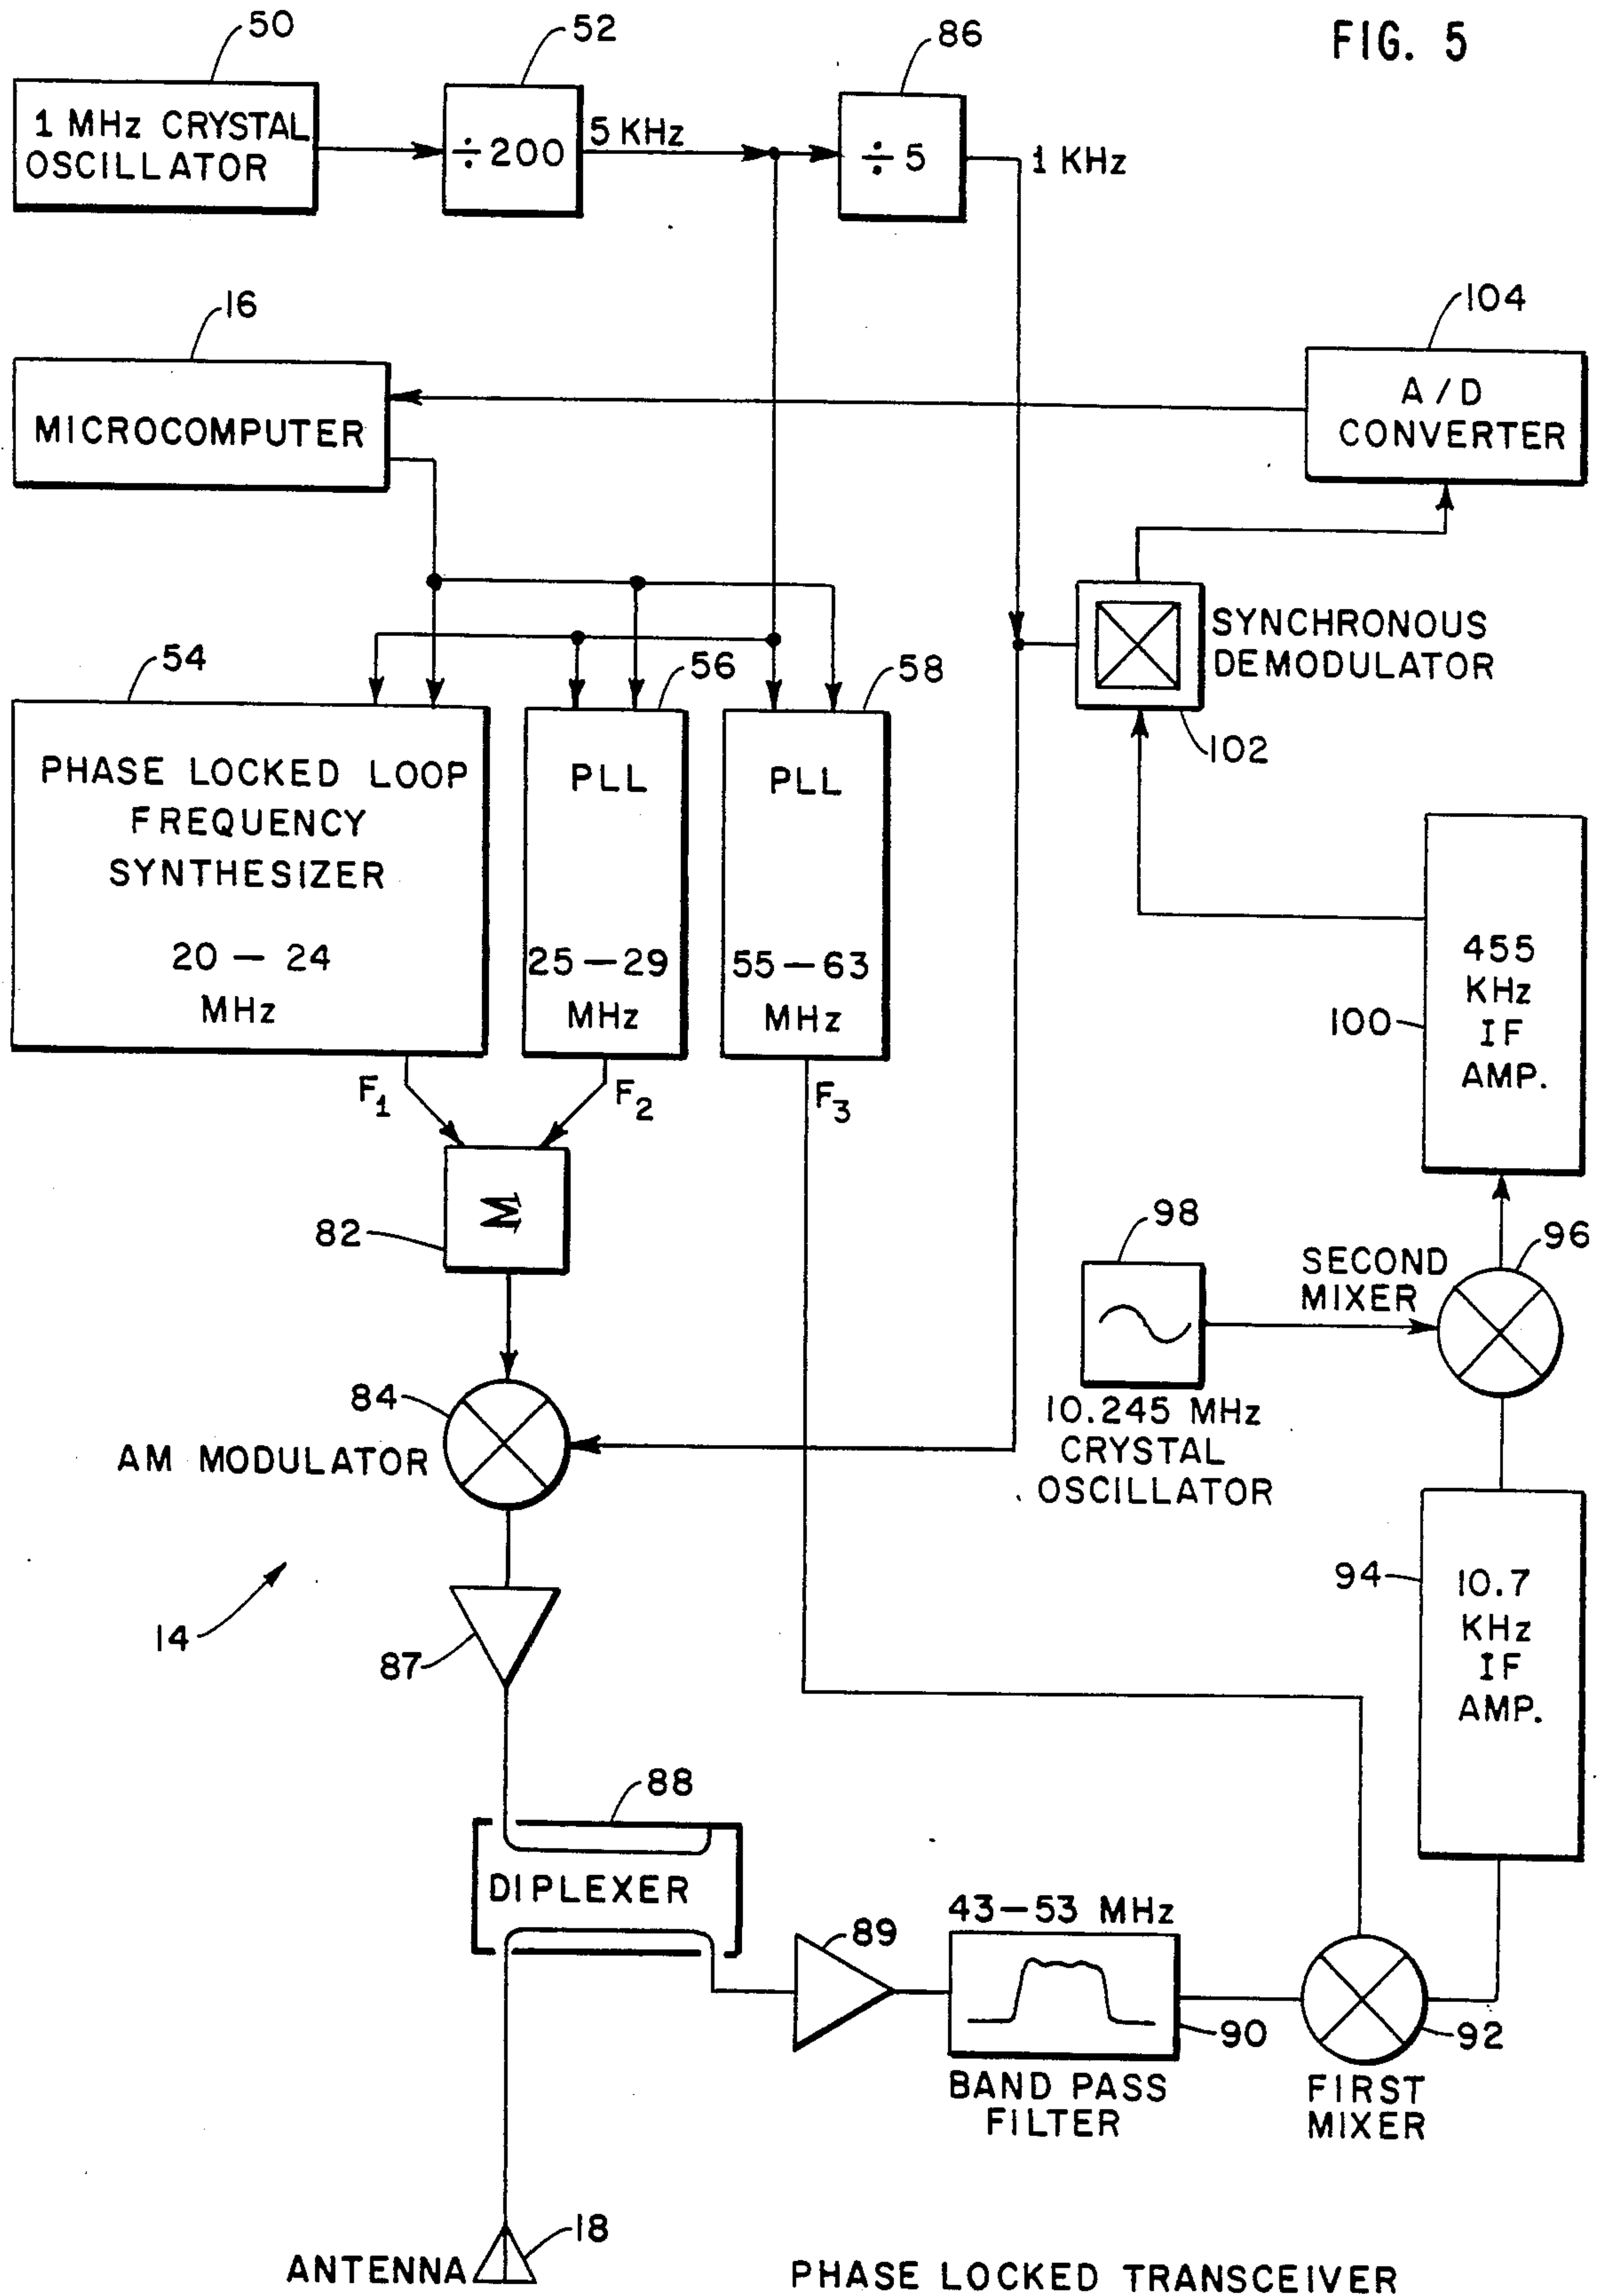 FIG. 5
50
52
86
1 MHz CRYSTAL
OSCILLATOR
÷200
5 KHz
÷5
1 KHz
16
104
MICROCOMPUTER
A/D
CONVERTER
54
56
58
SYNCHRONOUS
DEMODULATOR
102
PHASE LOCKED LOOP
FREQUENCY
SYNTHESIZER
20 — 24
MHz
PLL
25—29
MHz
PLL
55—63
MHz
455
KHz
IF
AMP.
100
F1
F2
F3
M
82
98
SECOND
MIXER
96
84
AM MODULATOR
10.245 MHz
CRYSTAL
OSCILLATOR
94
10.7
KHz
IF
AMP.
14
87
88
DIPLEXER
89
43—53 MHz
90
92
BAND PASS
FILTER
FIRST
MIXER
18
ANTENNA
PHASE LOCKED TRANSCEIVER